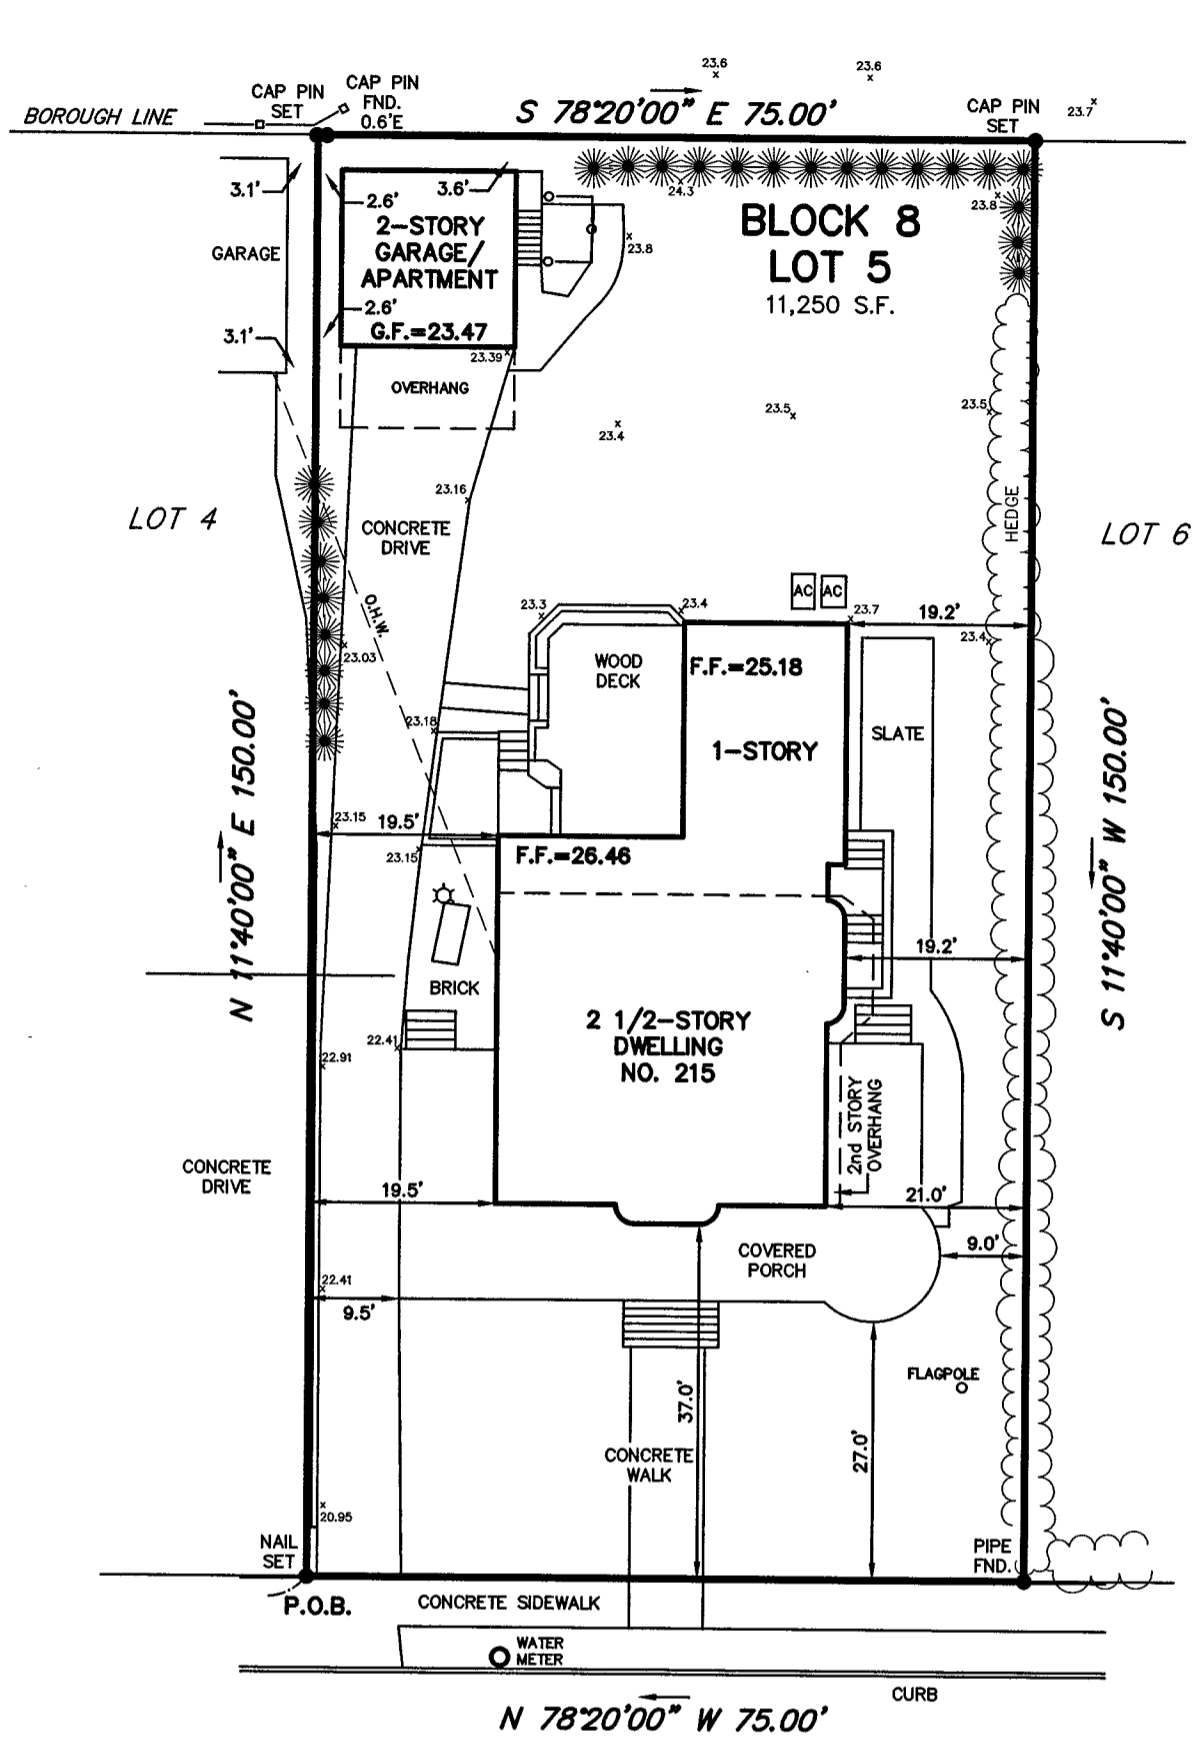 23.6
23.6
CAP PIN
SET
CAP PIN
FND.
0.6'E
S 78°20'00" E 75.00'
CAP PIN
SET
23.7
BOROUGH LINE
3.1'
GARAGE
3.1'
3.6'
2.6'
2-STORY
GARAGE/
APARTMENT
2.6'
G.F.=23.47
23.39
OVERHANG
24.3
23.8
23.8
BLOCK 8
LOT 5
11,250 S.F.
23.4
23.5
23.5
LOT 4
HEDGE
LOT 6
23.16
CONCRETE
DRIVE
O.H.W.
23.03
23.3
23.4
AC
AC
23.7
19.2'
23.4
WOOD
DECK
F.F.=25.18
1-STORY
SLATE
23.18
N 11°40'00" E 150.00'
S 11°40'00" W 150.00'
23.15
19.5'
23.15
F.F.=26.46
BRICK
22.41
22.91
19.2'
2 1/2-STORY
DWELLING
NO. 215
2nd STORY
OVERHANG
CONCRETE
DRIVE
19.5'
21.0'
COVERED
PORCH
9.0'
22.41
9.5'
FLAGPOLE
37.0'
27.0'
CONCRETE
WALK
20.95
NAIL
SET
PIPE
FND.
P.O.B.
CONCRETE SIDEWALK
WATER
METER
CURB
N 78°20'00" W 75.00'